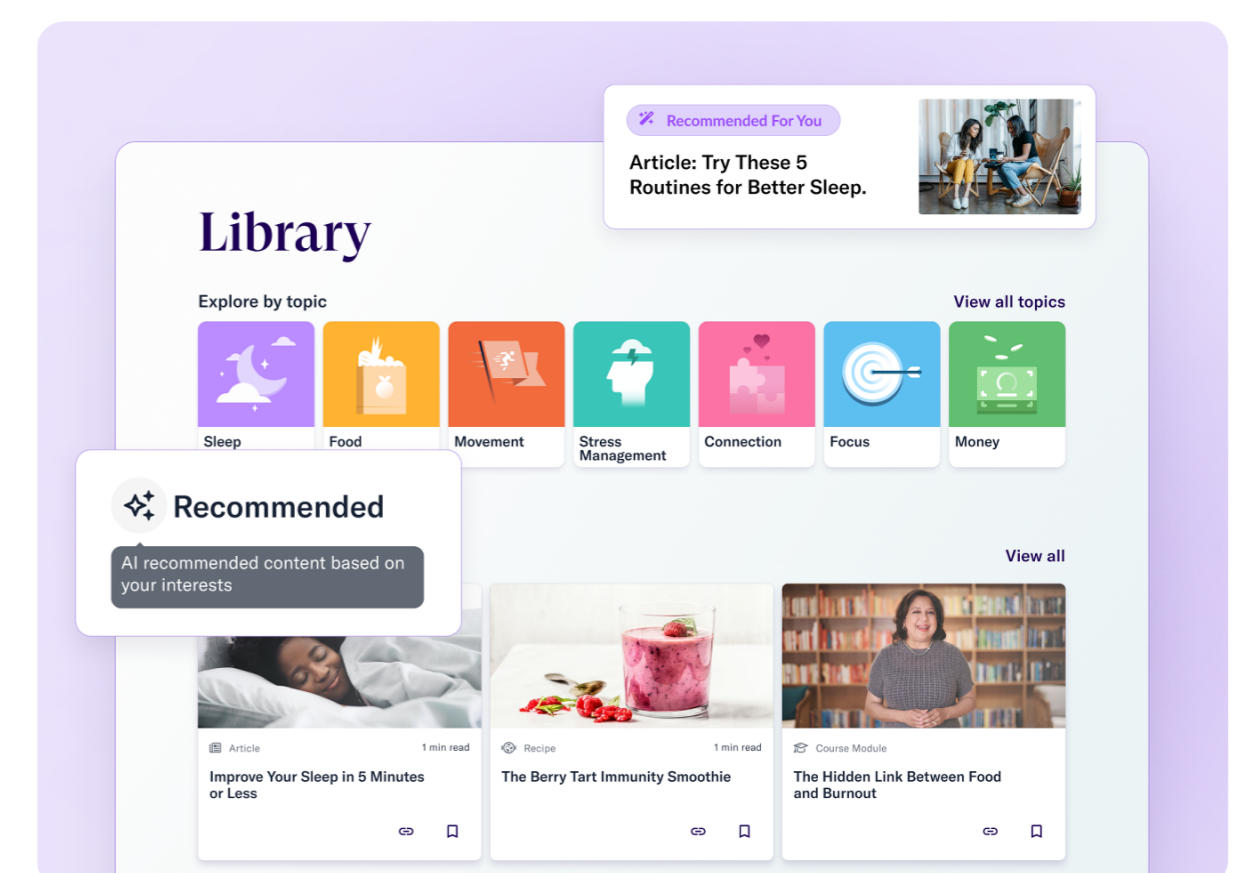 Recommended For You
Article: Try These 5
Routines for Better Sleep.
Library
Explore by topic
View all topics
Sleep
Food
Movement
Stress
Management
Connection
Focus
Money
Recommended
AI recommended content based on
your interests
View all
Article
1 min read
Improve Your Sleep in 5 Minutes
or Less
Recipe
1 min read
The Berry Tart Immunity Smoothie
Course Module
The Hidden Link Between Food
and Burnout